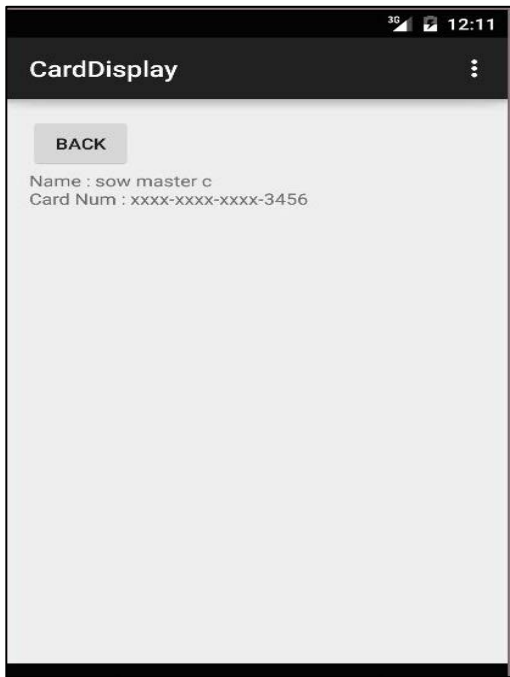 3G 12:11
CardDisplay
BACK
Name : sow master c
Card Num : xxxx-xxxx-xxxx-3456